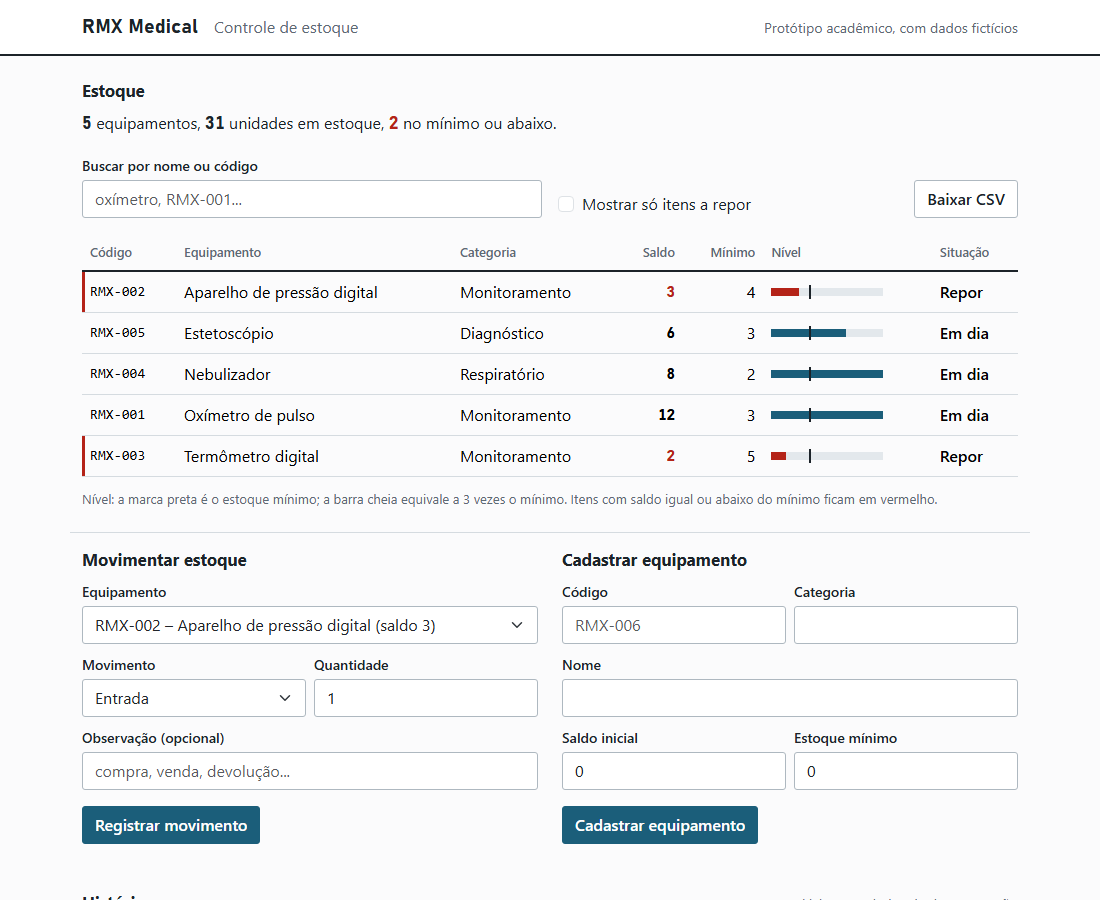 RMX Medical Controle de estoque Protótipo acadêmico, com dados fictícios
Estoque
5 equipamentos, 31 unidades em estoque, 2 no mínimo ou abaixo.
Buscar por nome ou código
oxímetro, RMX-001... Mostrar só itens a repor Baixar CSV
Código Equipamento Categoria Saldo Mínimo Nível Situação
RMX-002 Aparelho de pressão digital Monitoramento 3 4 Repor
RMX-005 Estetoscópio Diagnóstico 6 3 Em dia
RMX-004 Nebulizador Respiratório 8 2 Em dia
RMX-001 Oxímetro de pulso Monitoramento 12 3 Em dia
RMX-003 Termômetro digital Monitoramento 2 5 Repor
Nível: a marca preta é o estoque mínimo; a barra cheia equivale a 3 vezes o mínimo. Itens com saldo igual ou abaixo do mínimo ficam em vermelho.
Movimentar estoque
Equipamento
RMX-002 – Aparelho de pressão digital (saldo 3)
Movimento Quantidade
Entrada 1
Observação (opcional)
compra, venda, devolução...
Registrar movimento
Cadastrar equipamento
Código Categoria
RMX-006
Nome
Saldo inicial Estoque mínimo
0 0
Cadastrar equipamento